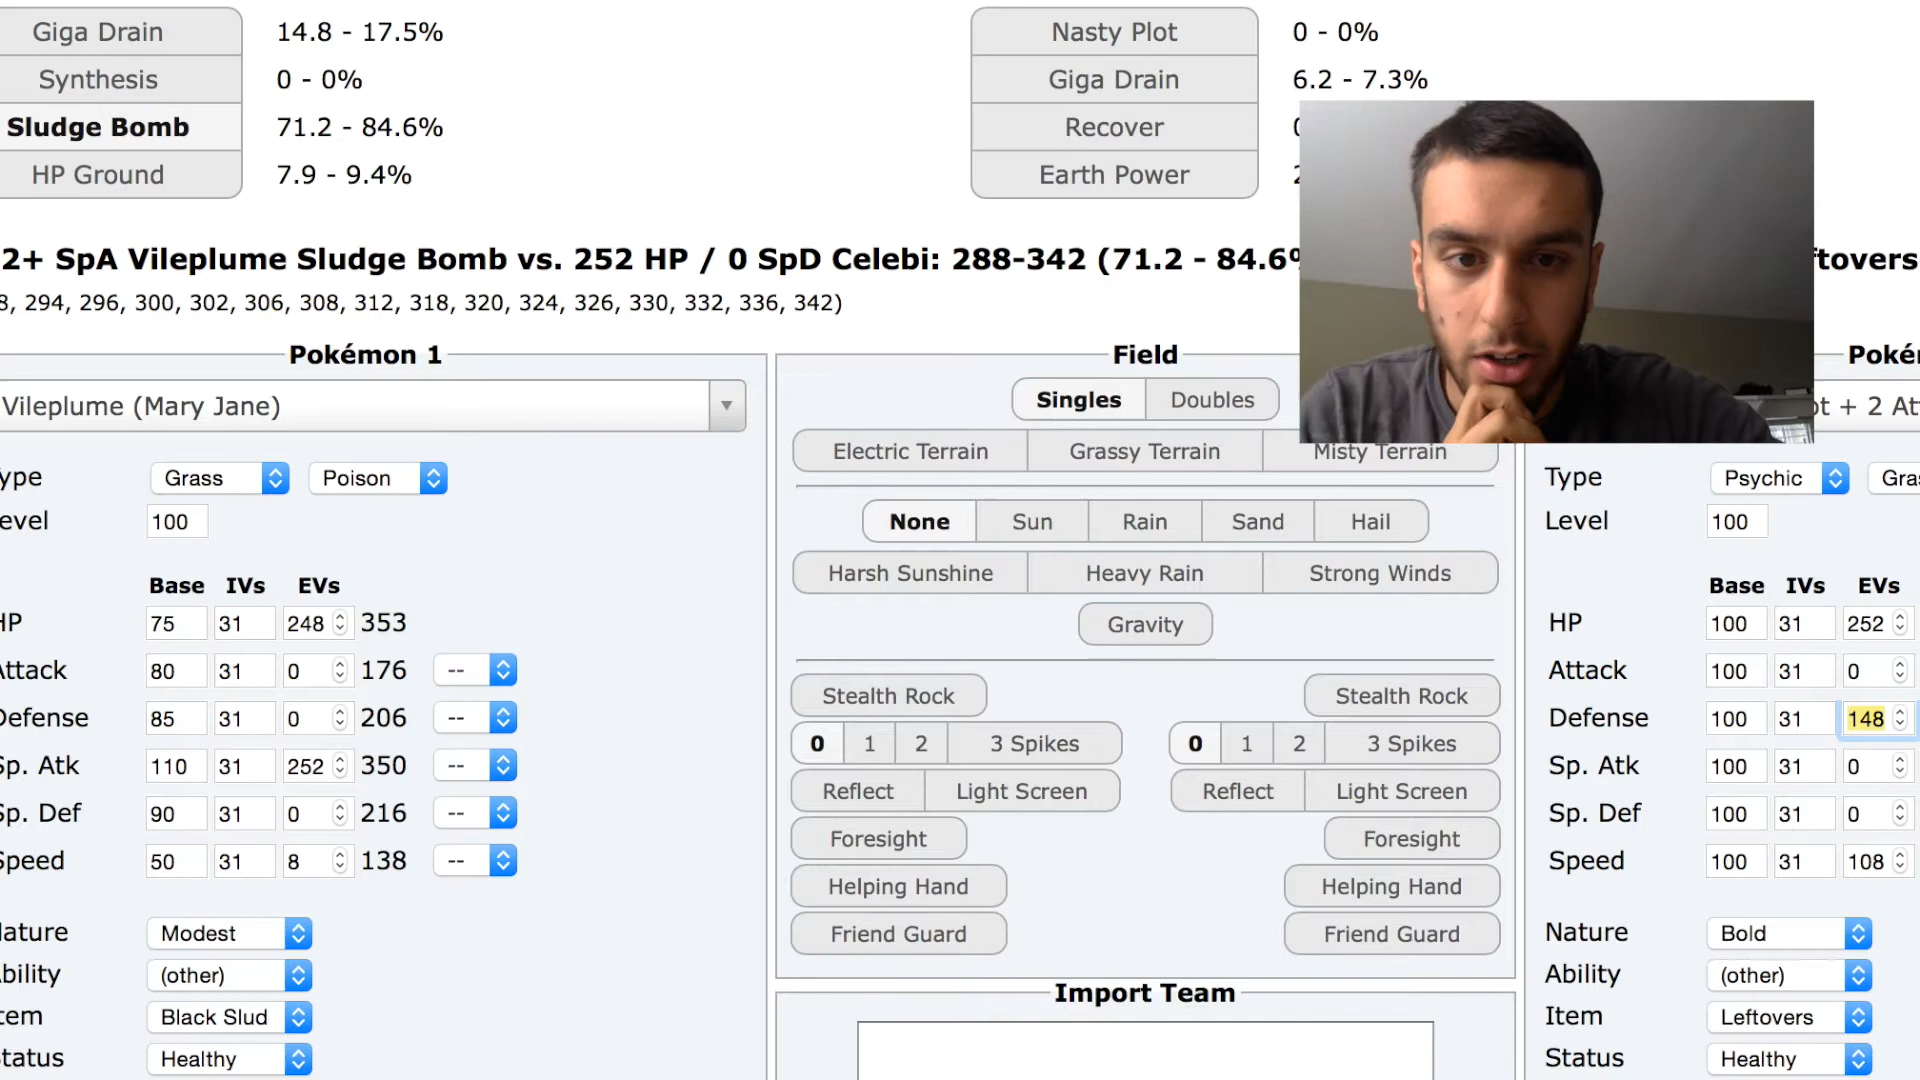 Giga Drain 14.8 - 17.5% Nasty Plot 0 - 0%
Synthesis 0 - 0% Giga Drain 6.2 - 7.3%
Sludge Bomb 71.2 - 84.6% Recover
HP Ground 7.9 - 9.4% Earth Power
2+ SpA Vileplume Sludge Bomb vs. 252 HP / 0 SpD Celebi: 288-342 (71.2 - 84.6% ftovers
8, 294, 296, 300, 302, 306, 308, 312, 318, 320, 324, 326, 330, 332, 336, 342)
Pokémon 1 Field Poké
Vileplume (Mary Jane) Singles Doubles ot + 2 At
Electric Terrain Grassy Terrain Misty Terrain
ype Grass Poison Type Psychic Gras
evel 100 None Sun Rain Sand Hail Level 100
Harsh Sunshine Heavy Rain Strong Winds
Base IVs EVs Base IVs EVs
HP 75 31 248 353 Gravity HP 100 31 252
Attack 80 31 0 176 -- Attack 100 31 0
Stealth Rock Stealth Rock
Defense 85 31 0 206 -- Defense 100 31 148
0 1 2 3 Spikes 0 1 2 3 Spikes
Sp. Atk 110 31 252 350 -- Sp. Atk 100 31 0
Reflect Light Screen Reflect Light Screen
Sp. Def 90 31 0 216 -- Sp. Def 100 31 0
Foresight Foresight
Speed 50 31 8 138 -- Speed 100 31 108
Helping Hand Helping Hand
Nature Modest Friend Guard Friend Guard Nature Bold
bility (other) Ability (other)
Import Team
tem Black Slud Item Leftovers
tatus Healthy Status Healthy